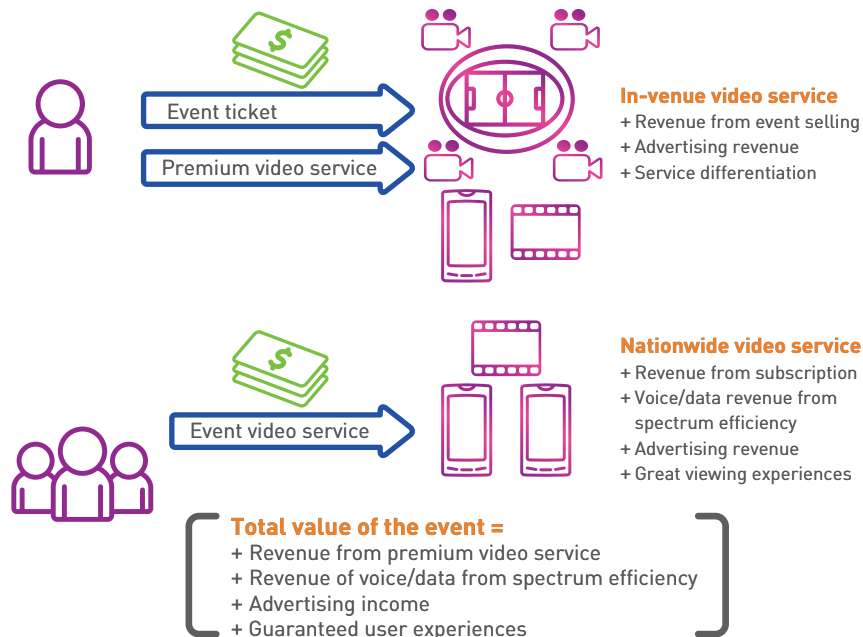 $
Event ticket
Premium video service
In-venue video service
+ Revenue from event selling
+ Advertising revenue
+ Service differentiation
$
Event video service
Nationwide video service
+ Revenue from subscription
+ Voice/data revenue from
spectrum efficiency
+ Advertising revenue
+ Great viewing experiences
Total value of the event =
+ Revenue from premium video service
+ Revenue of voice/data from spectrum efficiency
+ Advertising income
+ Guaranteed user experiences